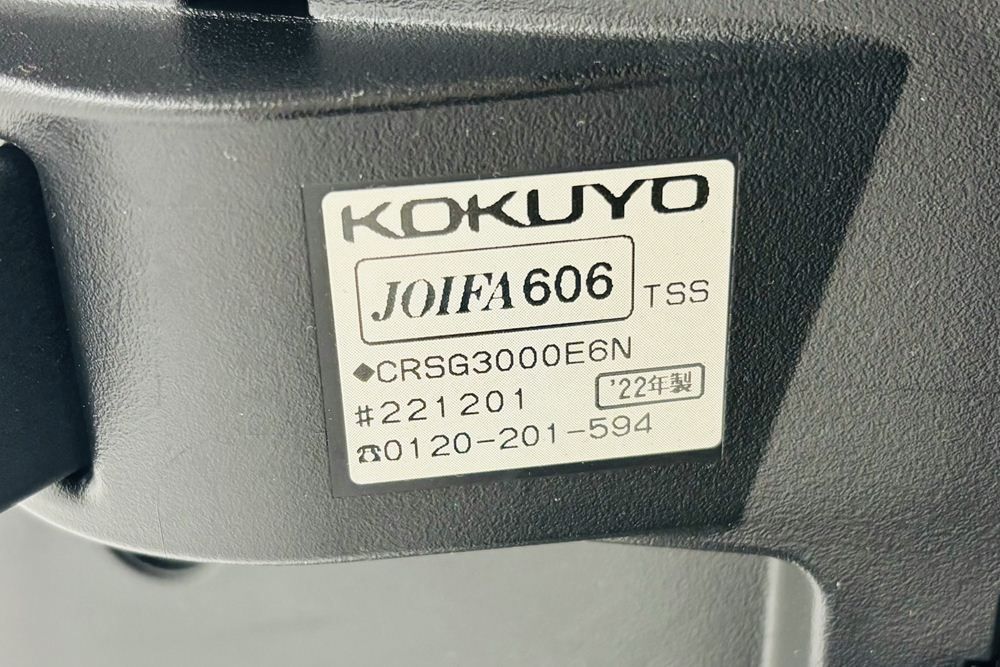 KOKUYO
JOIFA606 TSS
◆CRSG3000E6N
#221201 '22年製
☎0120-201-594